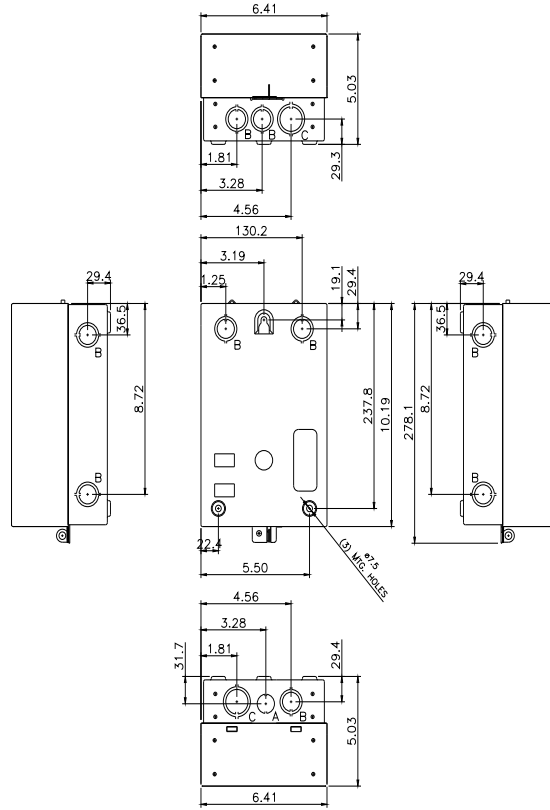 6.41
5.03
B
B
C
1.81
29.3
3.28
4.56
130.2
3.19
1.25
19.1
29.4
B
B
237.8
10.19
22.4
5.50
ø7.5
(3) MTG. HOLES
29.4
36.5
B
8.72
B
29.4
36.5
B
278.1
8.72
B
4.56
3.28
1.81
31.7
29.4
C
A
B
5.03
6.41